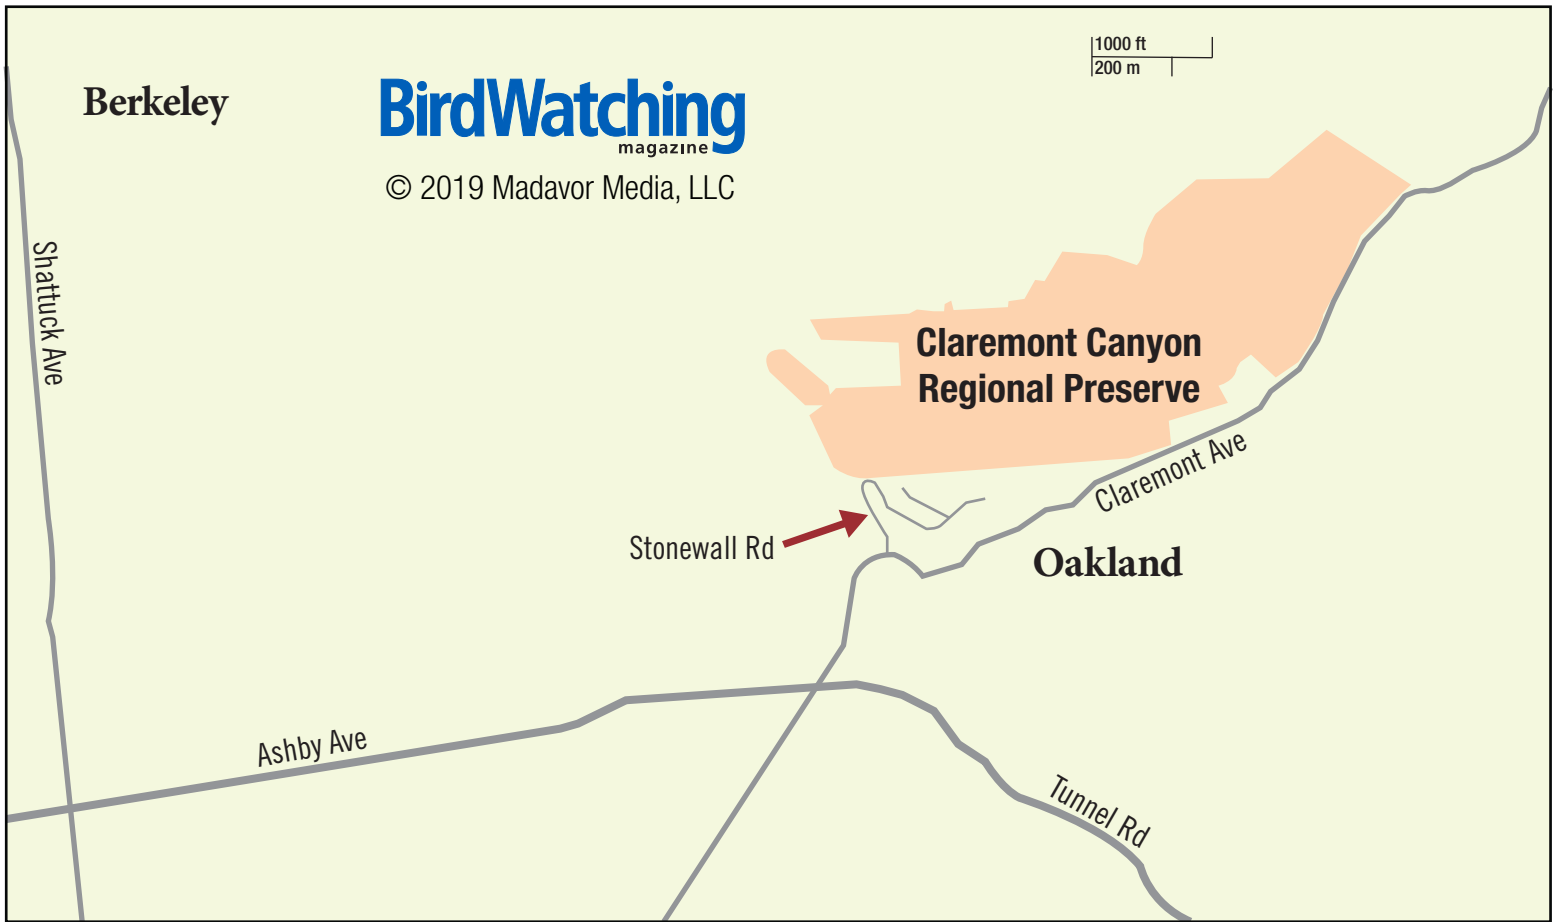 1000 ft
200 m
Berkeley
BirdWatching
magazine
© 2019 Madavor Media, LLC
Shattuck Ave
Claremont Canyon
Regional Preserve
Claremont Ave
Stonewall Rd
Oakland
Ashby Ave
Tunnel Rd